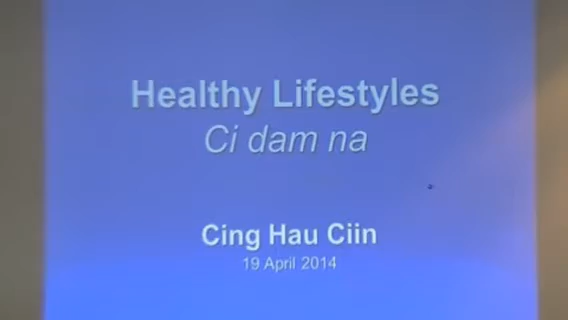 Healthy Lifestyles
Ci dam na
Cing Hau Ciin
19 April 2014